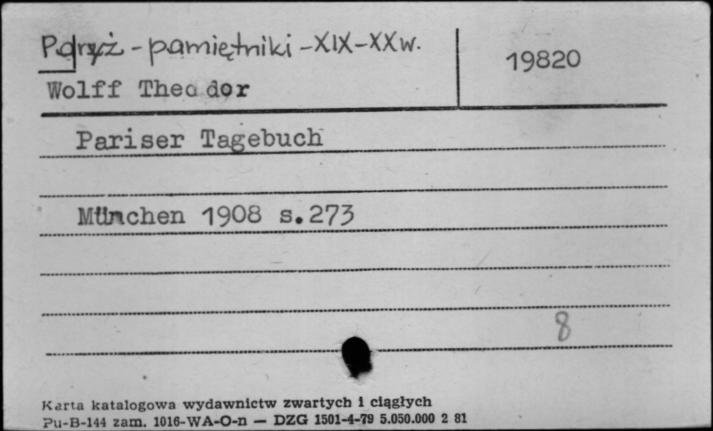 Paryż - pamiętniki - XIX-XXw.
19820
Wolff Theodor
Pariser Tagebuch
München 1908 s.273
8
Karta katalogowa wydawnictw zwartych i ciągłych
Pu-B-144 zam. 1016-WA-O-n — DZG 1501-4-79 5.050.000 2 81